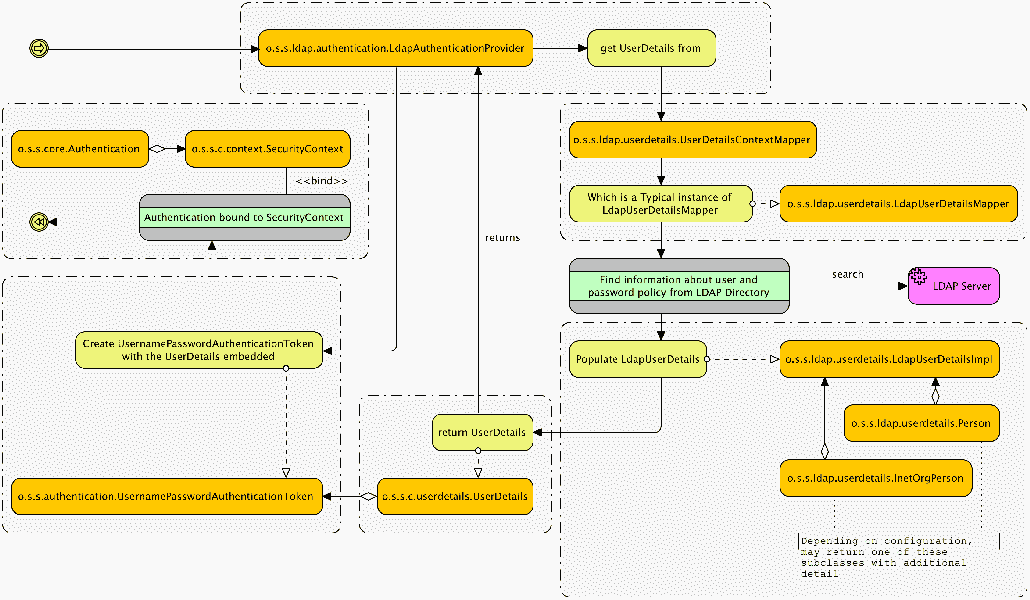 o.s.s.ldap.authentication.LdapAuthenticationProvider
get UserDetails from
o.s.s.core.Authentication
o.s.s.c.context.SecurityContext
<<bind>>
Authentication bound to SecurityContext
o.s.s.ldap.userdetails.UserDetailsContextMapper
Which is a Typical instance of
LdapUserDetailsMapper
o.s.s.ldap.userdetails.LdapUserDetailsMapper
returns
Find information about user and
password policy from LDAP Directory
search
LDAP Server
Create UsernamePasswordAuthenticationToken
with the UserDetails embedded
Populate LdapUserDetails
o.s.s.ldap.userdetails.LdapUserDetailsImpl
o.s.s.ldap.userdetails.Person
return UserDetails
o.s.s.ldap.userdetails.InetOrgPerson
o.s.s.authentication.UsernamePasswordAuthenticationToken
o.s.s.c.userdetails.UserDetails
Depending on configuration,
may return one of these
subclasses with additional
detail